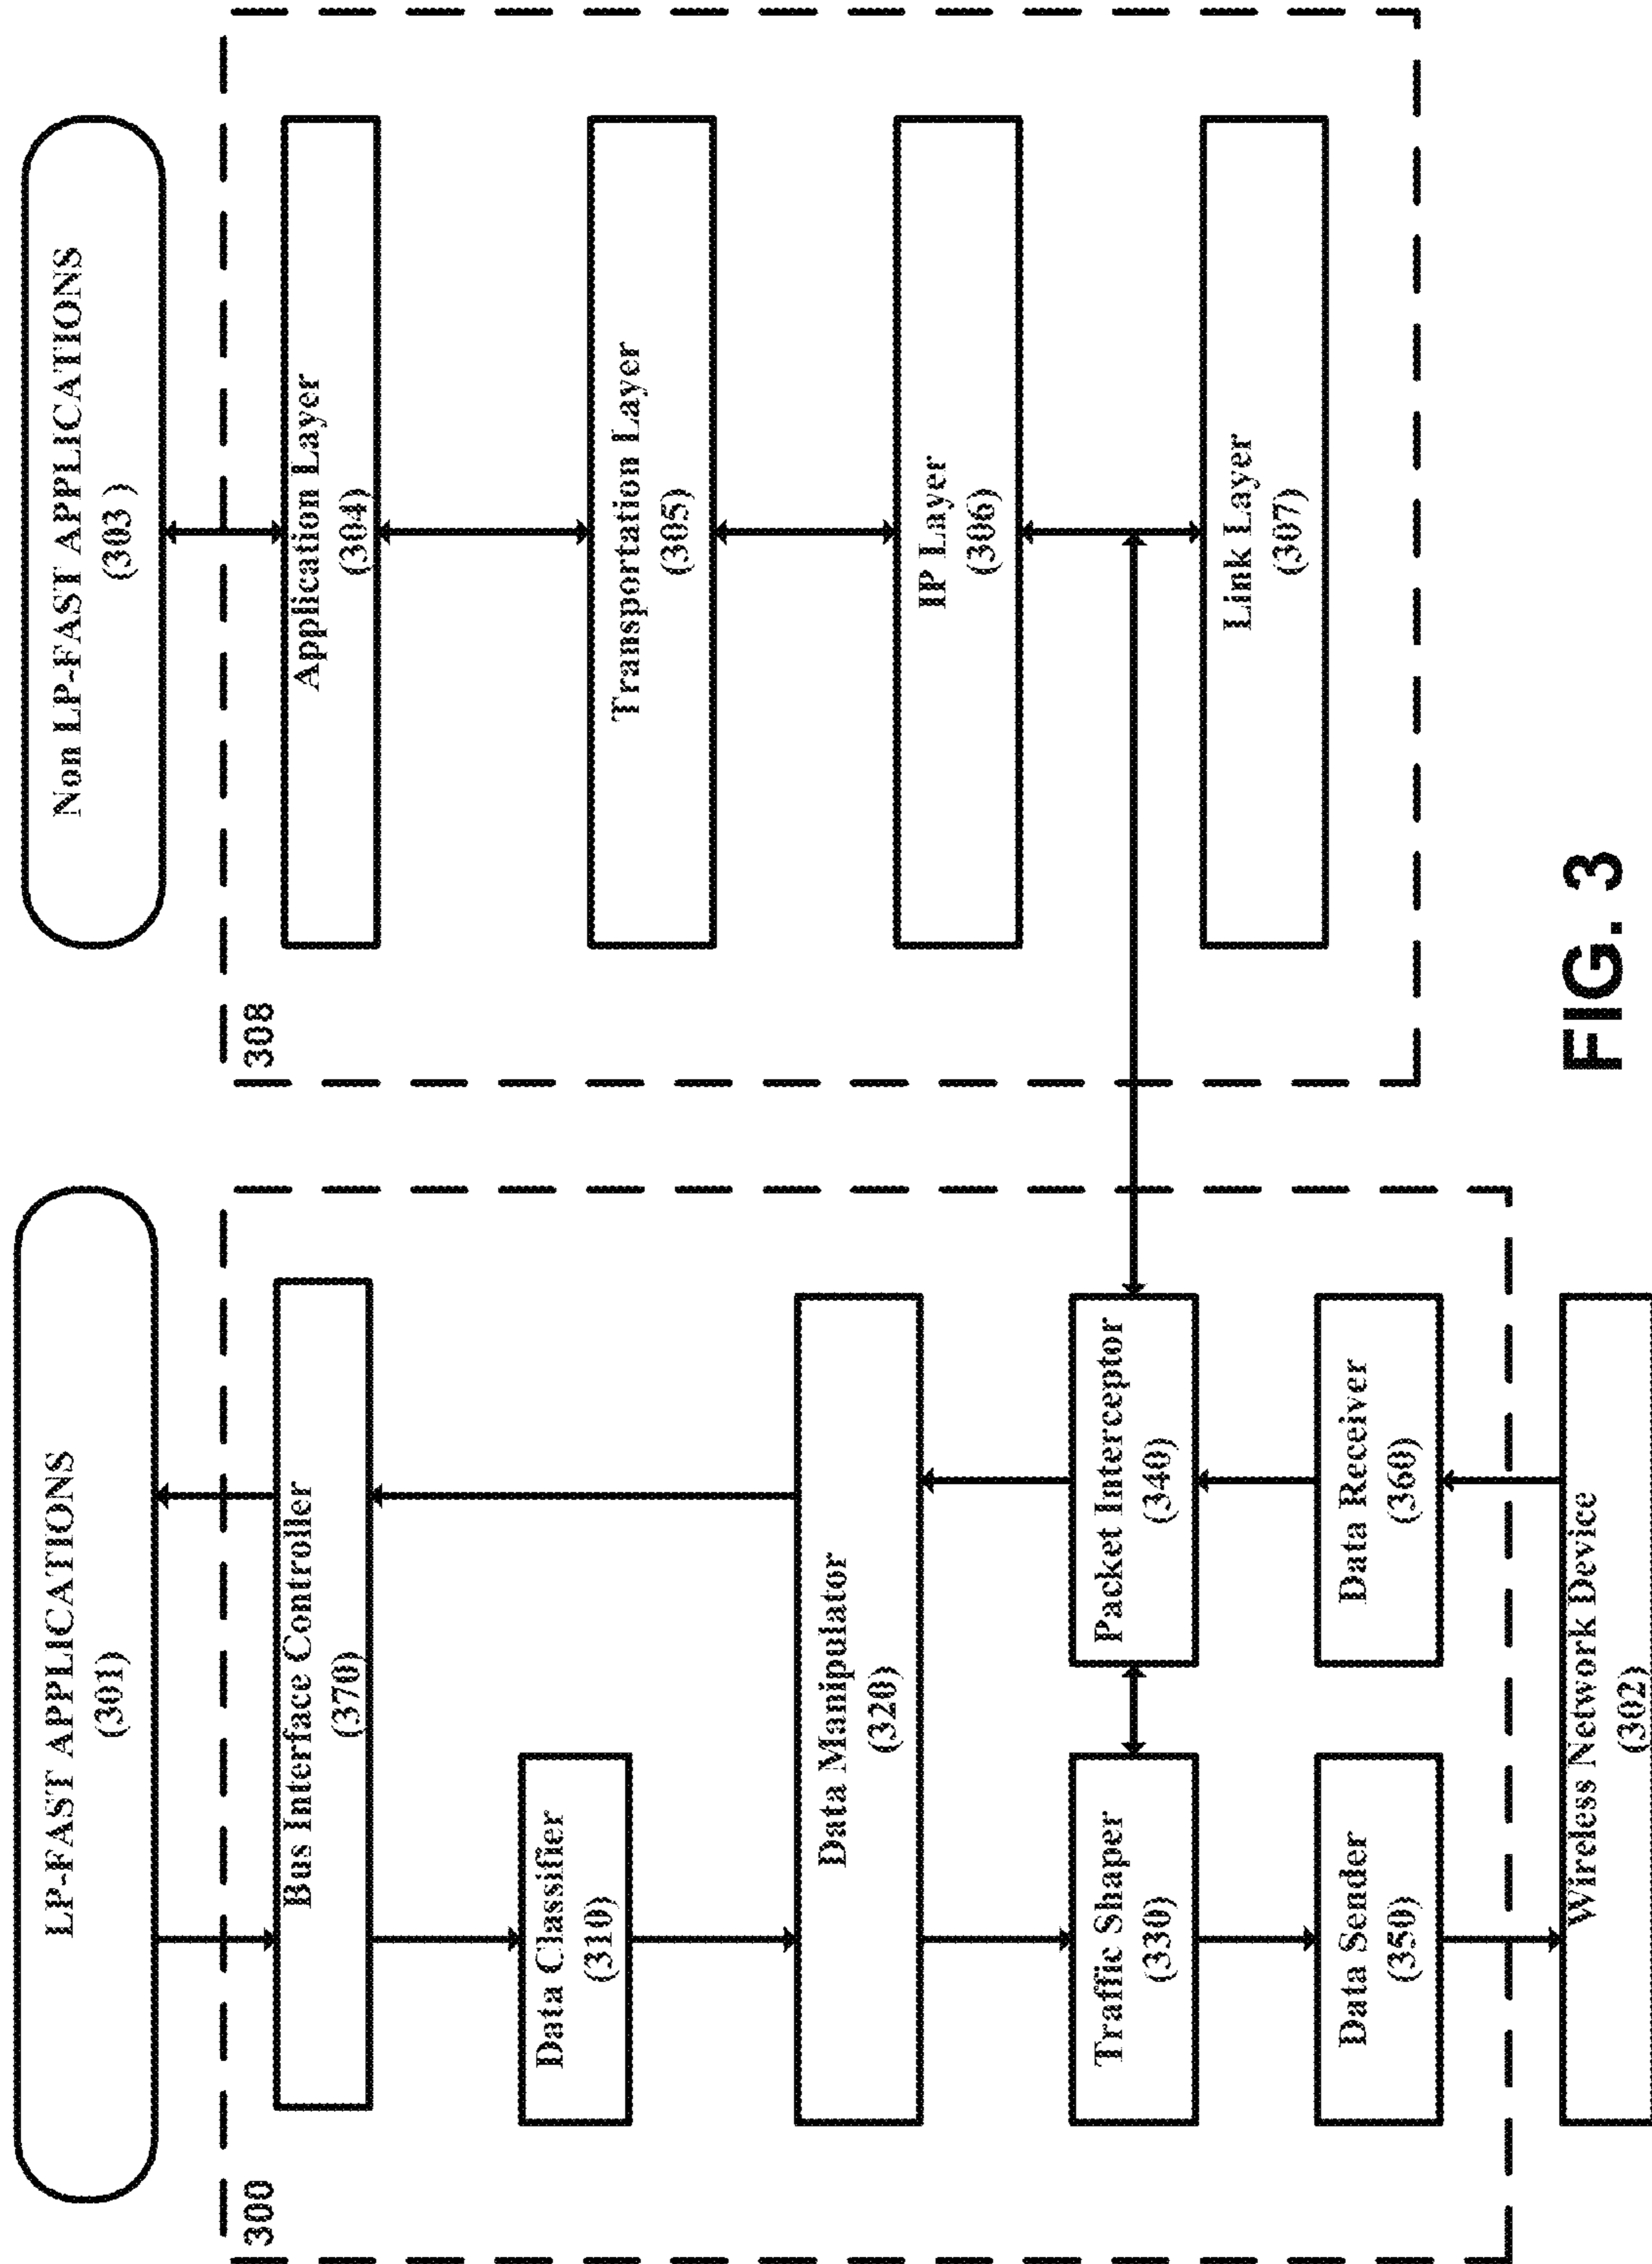 LP-FAST APPLICATIONS
(301)
300
Bus Interface Controller
(370)
Data Classifier
(310)
Data Manipulator
(320)
Traffic Shaper
(330)
Packet Interceptor
(340)
Data Sender
(350)
Data Receiver
(360)
Wireless Network Device
(302)
Non LP-FAST APPLICATIONS
(303 )
308
Application Layer
(304)
Transportation Layer
(305)
IP Layer
(306)
Link Layer
(307)
FIG. 3